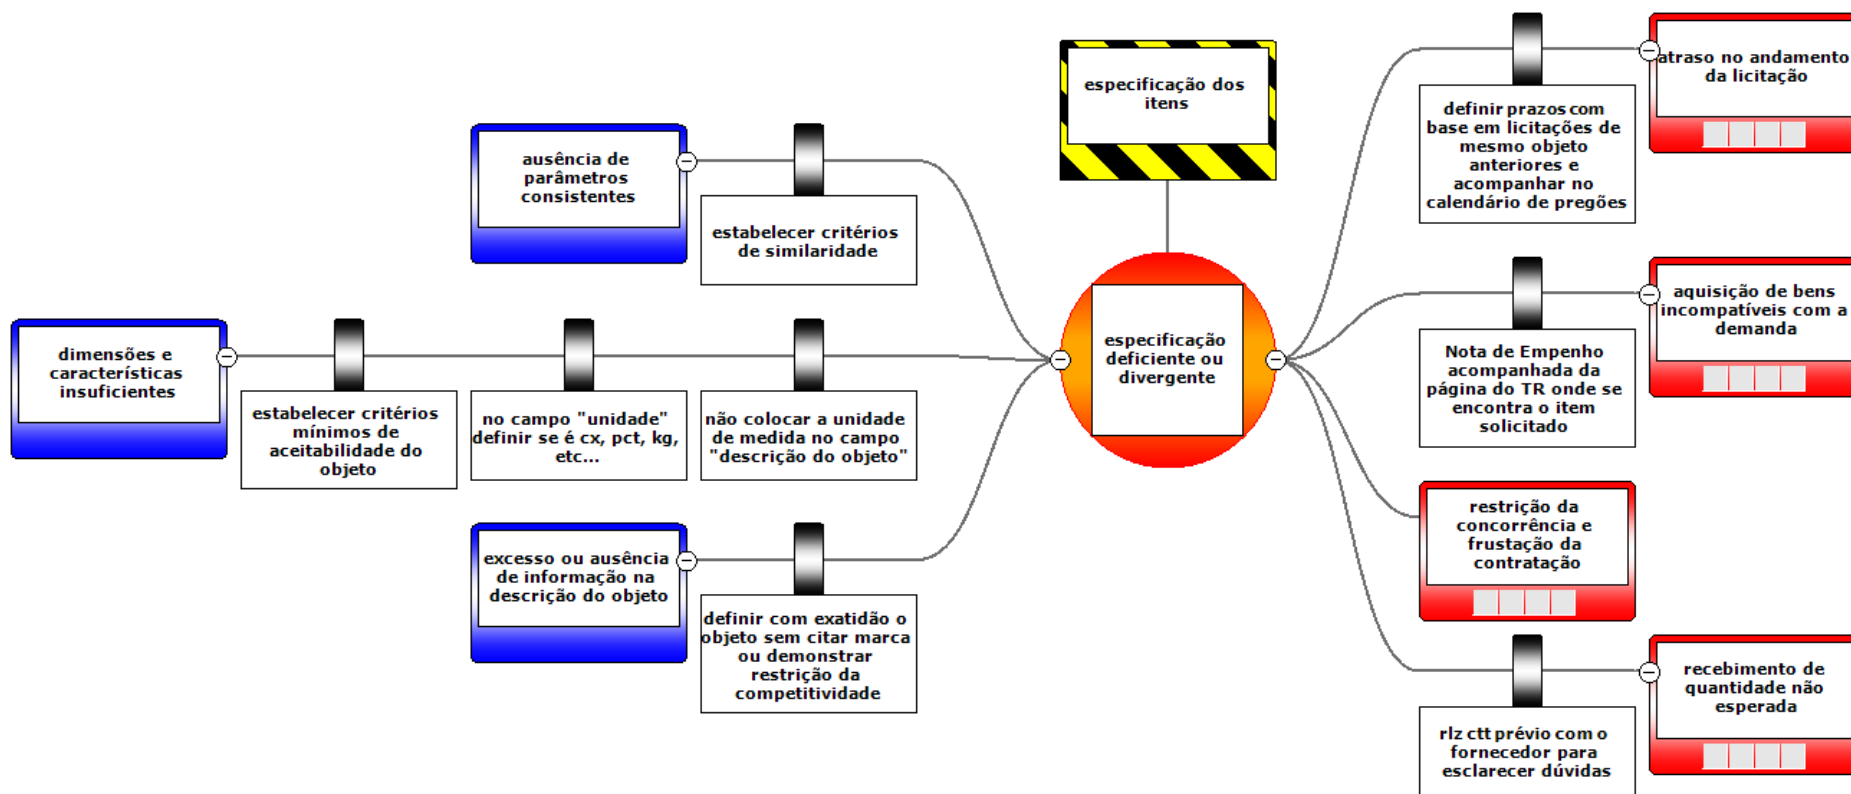 especificação dos
itens
ausência de
parâmetros
consistentes
estabelecer critérios
de similaridade
dimensões e
características
insuficientes
estabelecer critérios
mínimos de
aceitabilidade do
objeto
no campo "unidade"
definir se é cx, pct, kg,
etc...
não colocar a unidade
de medida no campo
"descrição do objeto"
excesso ou ausência
de informação na
descrição do objeto
definir com exatidão o
objeto sem citar marca
ou demonstrar
restrição da
competitividade
especificação
deficiente ou
divergente
atraso no andamento
da licitação
definir prazos com
base em licitações de
mesmo objeto
anteriores e
acompanhar no
calendário de pregões
aquisição de bens
incompatíveis com a
demanda
Nota de Empenho
acompanhada da
página do TR onde se
encontra o item
solicitado
restrição da
concorrência e
frustação da
contratação
recebimento de
quantidade não
esperada
rlz ctt prévio com o
fornecedor para
esclarecer dúvidas